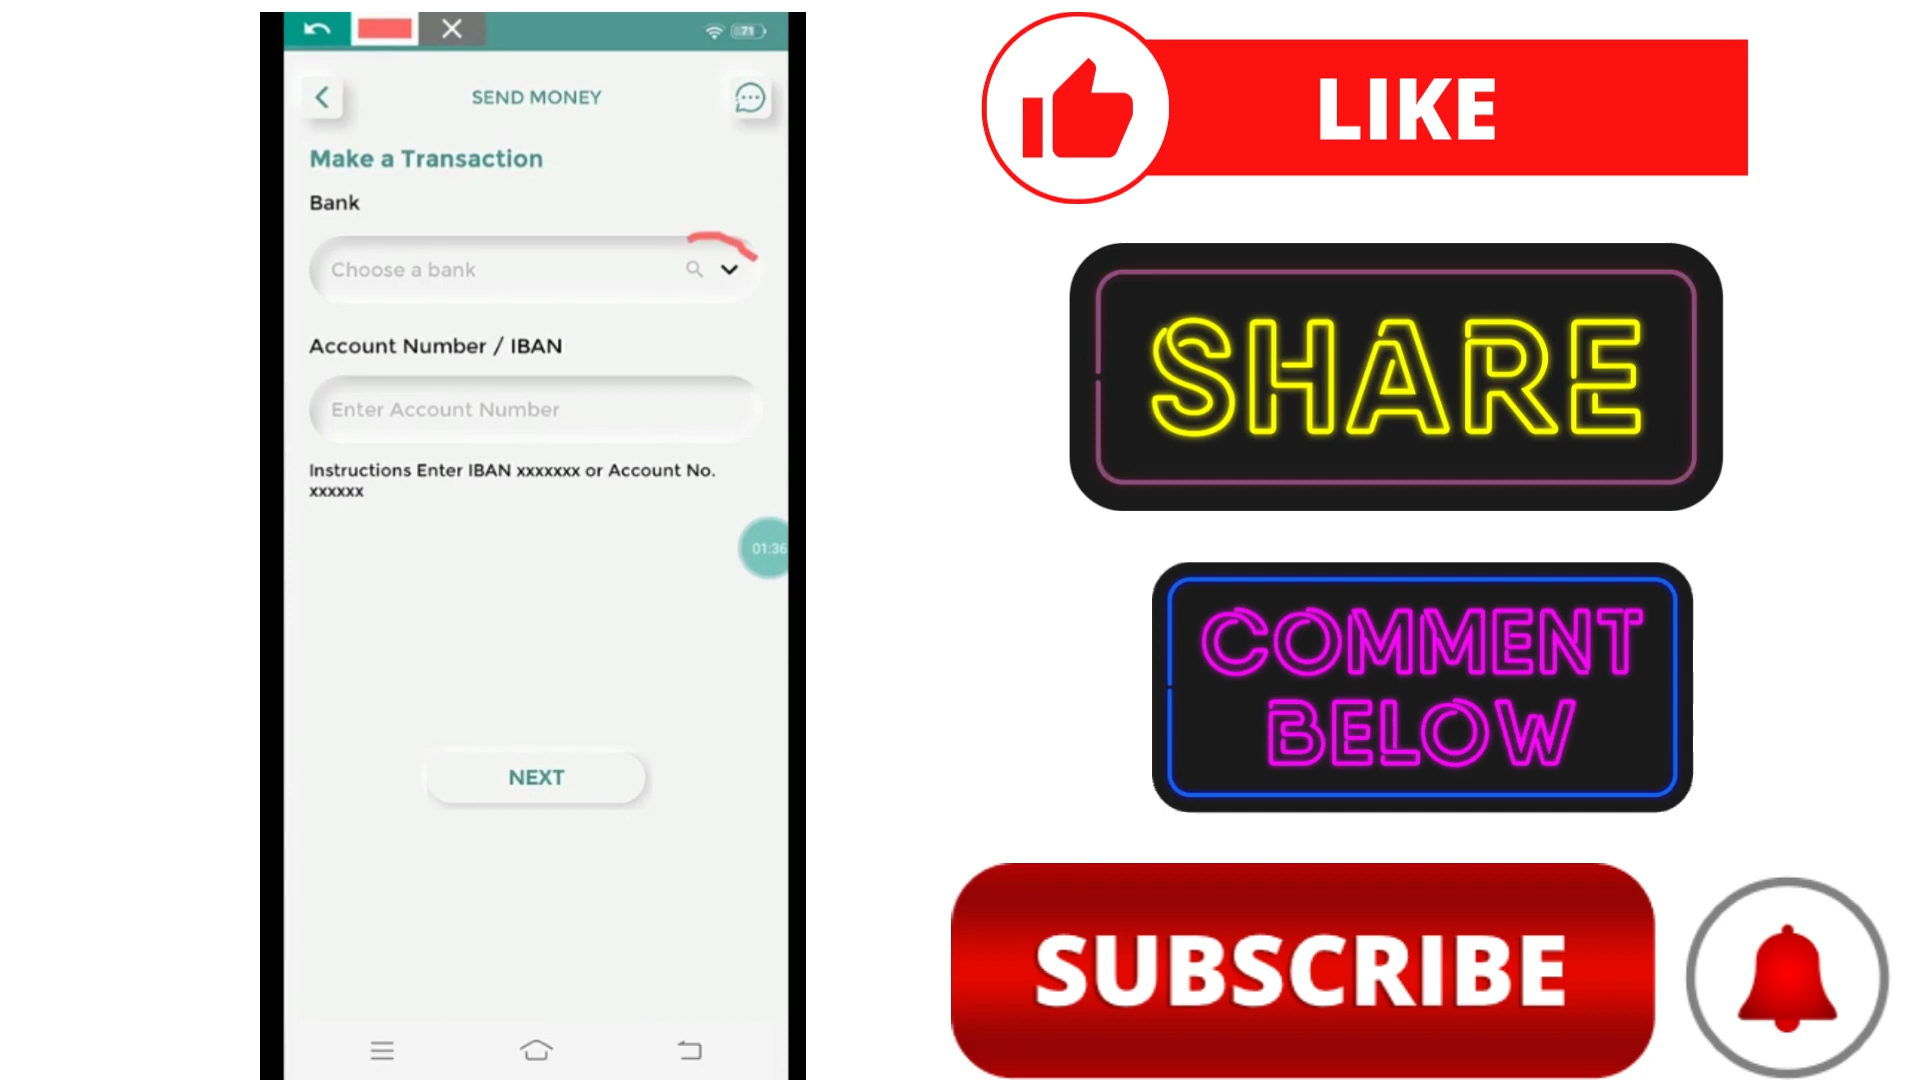 71
SEND MONEY
Make a Transaction
Bank
Choose a bank
Account Number / IBAN
Enter Account Number
Instructions Enter IBAN xxxxxxx or Account No.
xxxxxx
01:36
NEXT
LIKE
SHARE
COMMENT
BELOW
SUBSCRIBE